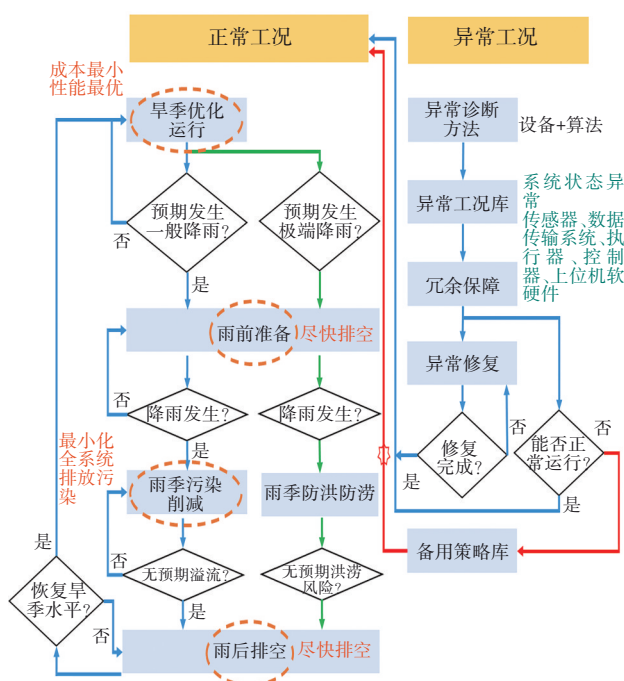 正常工况
异常工况
成本最小
性能最优
旱季优化
运行
预期发生
一般降雨?
否
是
预期发生
极端降雨?
雨前准备
尽快排空
降雨发生?
否
是
降雨发生?
最小化
全系统
排放污
染
雨季污染
削减
雨季防洪防涝
无预期溢流?
否
是
无预期洪涝
风险?
是
恢复旱
季水平?
否
雨后排空
尽快排空
异常诊断
方法
设备+算法
异常工况库
系统状态异
常
传感器、数据
传输系统、执
行器、控制
器、上位机软
硬件
冗余保障
异常修复
修复
完成?
否
是
能否正
常运行?
否
是
备用策略库